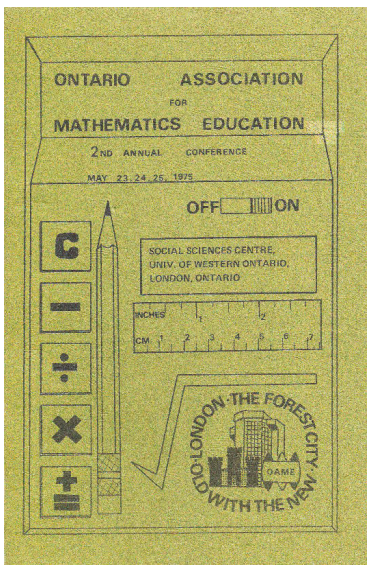 ONTARIO ASSOCIATION
FOR
MATHEMATICS EDUCATION
2ND ANNUAL CONFERENCE
MAY 23, 24, 25, 1975
OFF ON
C
SOCIAL SCIENCES CENTRE,
UNIV. OF WESTERN ONTARIO,
LONDON, ONTARIO
−
INCHES 1 2
CM 1 2 3 4 5 6 7
÷
×
±
=
LONDON·THE FOREST CITY·
OLD WITH THE NEW·
OAME